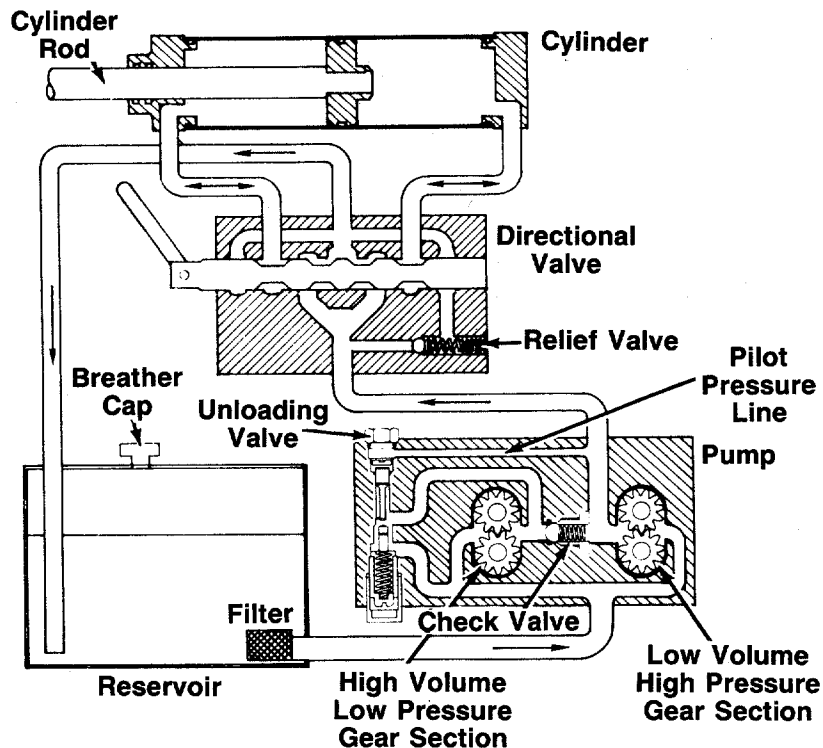 Cylinder
Rod
Cylinder
Directional
Valve
Relief Valve
Pilot
Pressure
Line
Breather
Cap
Unloading
Valve
Pump
Filter
Check Valve
Reservoir
High Volume
Low Pressure
Gear Section
Low Volume
High Pressure
Gear Section